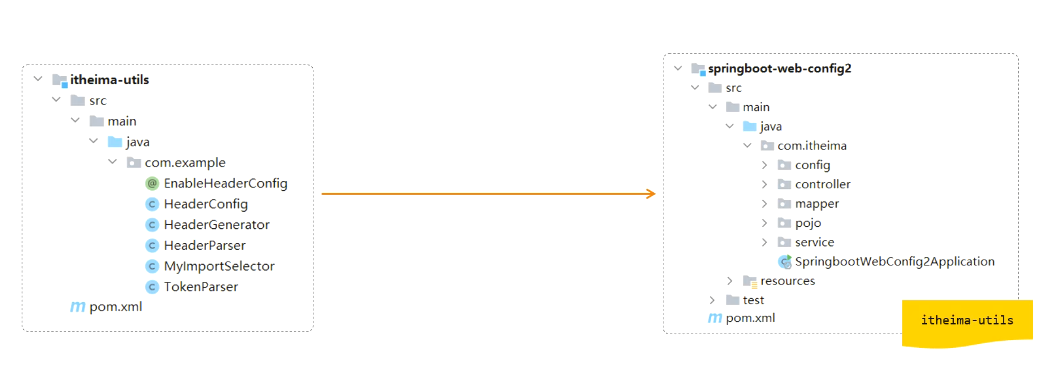 itheima-utils
src
main
java
com.example
EnableHeaderConfig
HeaderConfig
HeaderGenerator
HeaderParser
MyImportSelector
TokenParser
pom.xml
springboot-web-config2
src
main
java
com.itheima
config
controller
mapper
pojo
service
SpringbootWebConfig2Application
resources
test
pom.xml
itheima-utils